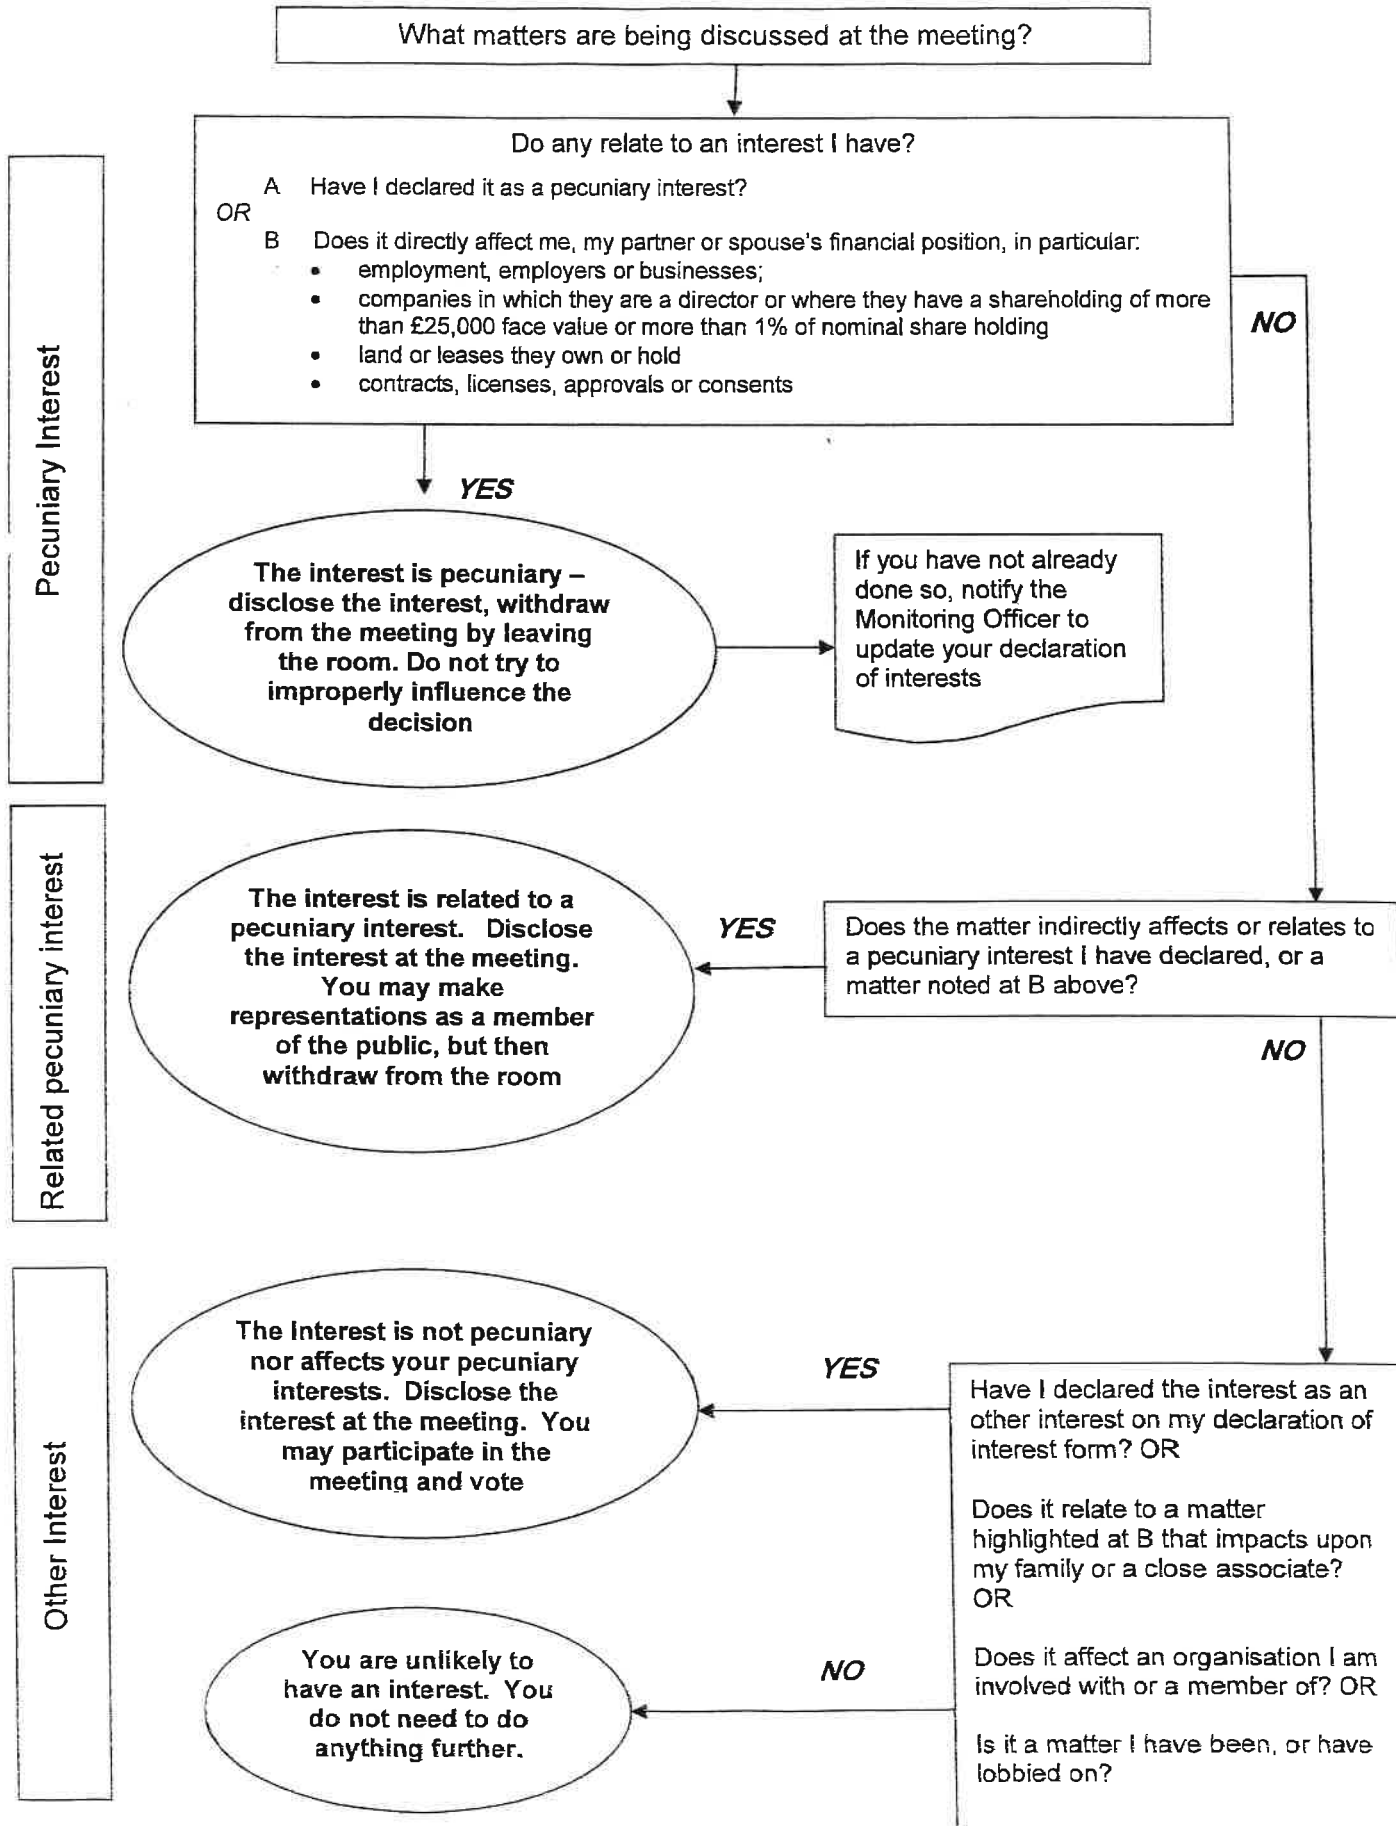 What matters are being discussed at the meeting?
Do any relate to an interest I have?
A Have I declared it as a pecuniary interest?
OR
B Does it directly affect me, my partner or spouse's financial position, in particular:
• employment, employers or businesses;
• companies in which they are a director or where they have a shareholding of more
than £25,000 face value or more than 1% of nominal share holding
• land or leases they own or hold
• contracts, licenses, approvals or consents
NO
Pecuniary Interest
YES
The interest is pecuniary –
disclose the interest, withdraw
from the meeting by leaving
the room. Do not try to
improperly influence the
decision
If you have not already
done so, notify the
Monitoring Officer to
update your declaration
of interests
Related pecuniary interest
The interest is related to a
pecuniary interest. Disclose
the interest at the meeting.
You may make
representations as a member
of the public, but then
withdraw from the room
YES
Does the matter indirectly affects or relates to
a pecuniary interest I have declared, or a
matter noted at B above?
NO
Other Interest
The Interest is not pecuniary
nor affects your pecuniary
interests. Disclose the
interest at the meeting. You
may participate in the
meeting and vote
YES
Have I declared the interest as an
other interest on my declaration of
interest form? OR
Does it relate to a matter
highlighted at B that impacts upon
my family or a close associate?
OR
Does it affect an organisation I am
involved with or a member of? OR
Is it a matter I have been, or have
lobbied on?
NO
You are unlikely to
have an interest. You
do not need to do
anything further.